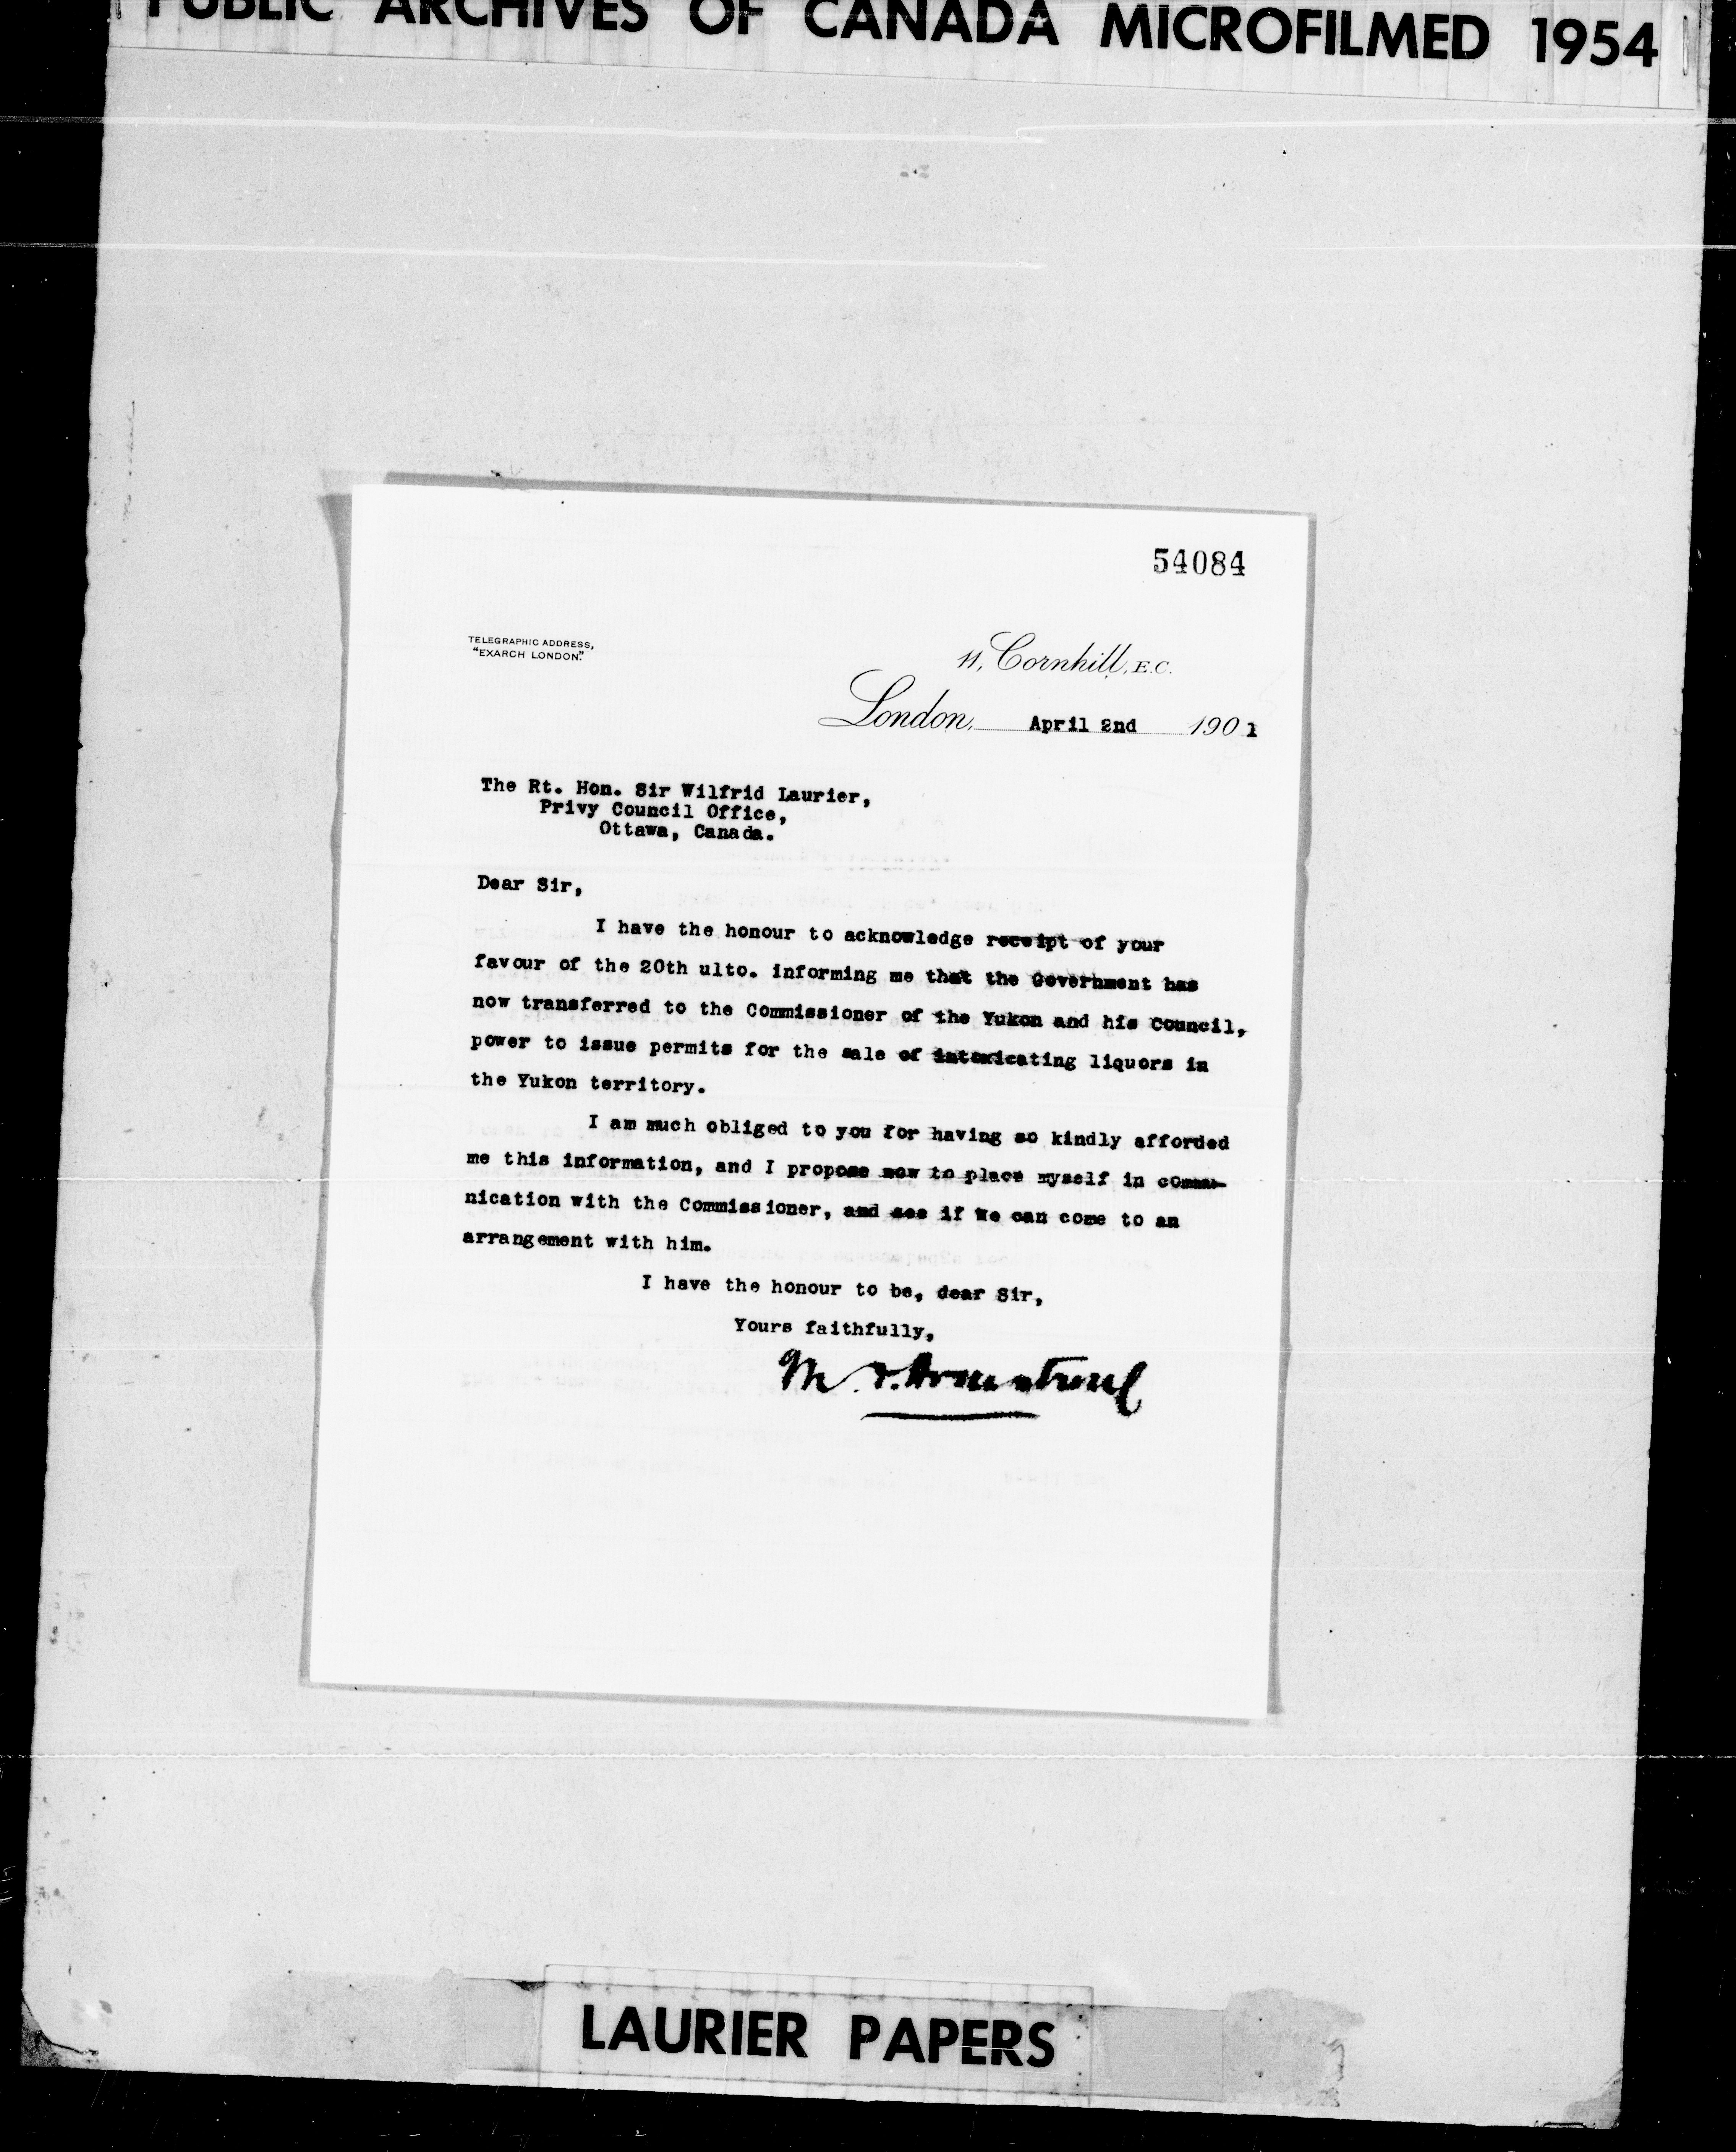 PUBLIC ARCHIVES OF CANADA MICROFILMED 1954
54084
TELEGRAPHIC ADDRESS,
"EXARCH LONDON."
11, Cornhill, E.C.
London, April 2nd 1901
The Rt. Hon. Sir Wilfrid Laurier,
Privy Council Office,
Ottawa, Canada.
Dear Sir,
I have the honour to acknowledge receipt of your
favour of the 20th ulto. informing me that the Government has
now transferred to the Commissioner of the Yukon and his Council,
power to issue permits for the sale of intoxicating liquors in
the Yukon territory.
I am much obliged to you for having so kindly afforded
me this information, and I propose now to place myself in commu-
nication with the Commissioner, and see if we can come to an
arrangement with him.
I have the honour to be, dear Sir,
Yours faithfully,
M. Armstrong
LAURIER PAPERS